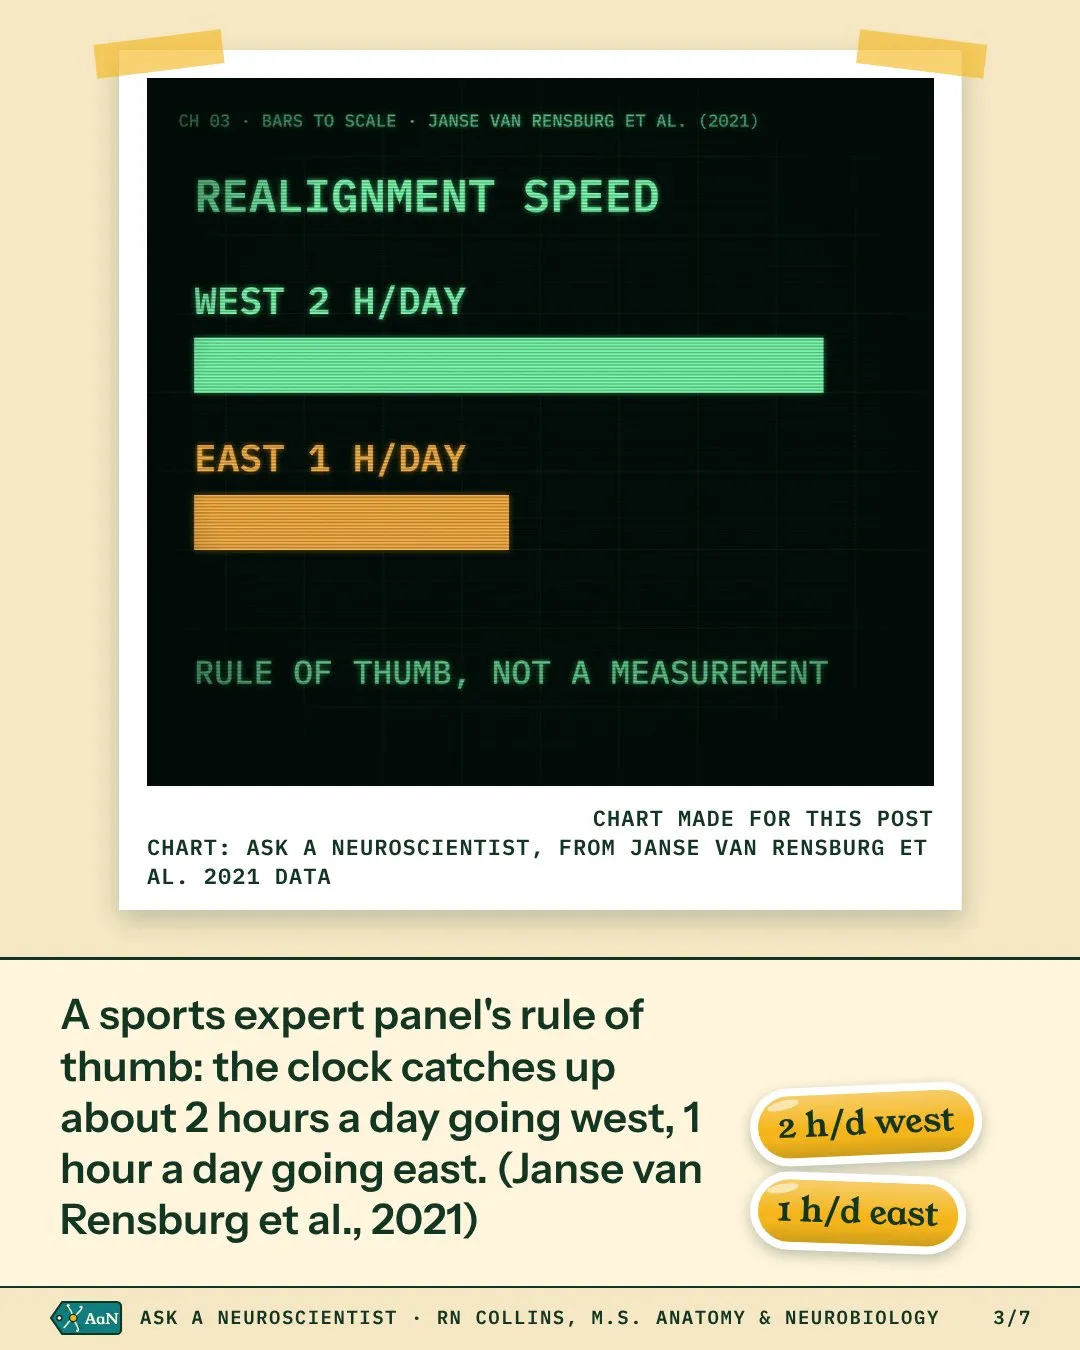 CH 03 · BARS TO SCALE · JANSE VAN RENSBURG ET AL. (2021)
REALIGNMENT SPEED
WEST 2 H/DAY
EAST 1 H/DAY
RULE OF THUMB, NOT A MEASUREMENT
CHART MADE FOR THIS POST
CHART: ASK A NEUROSCIENTIST, FROM JANSE VAN RENSBURG ET
AL. 2021 DATA
A sports expert panel's rule of
thumb: the clock catches up
about 2 hours a day going west, 1
hour a day going east. (Janse van
Rensburg et al., 2021)
2 h/d west
1 h/d east
AaN
ASK A NEUROSCIENTIST · RN COLLINS, M.S. ANATOMY & NEUROBIOLOGY
3/7